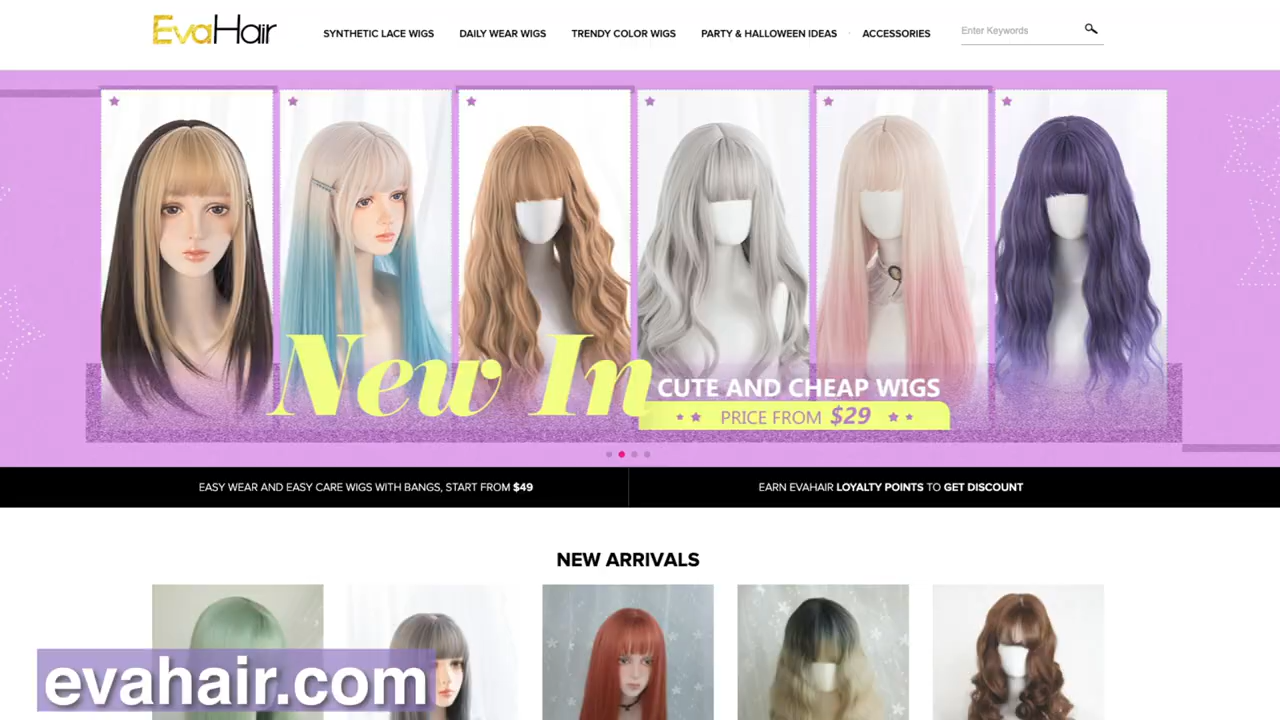 EvaHair
SYNTHETIC LACE WIGS
DAILY WEAR WIGS
TRENDY COLOR WIGS
PARTY & HALLOWEEN IDEAS
ACCESSORIES
Enter Keywords
New In
CUTE AND CHEAP WIGS
PRICE FROM $29
EASY WEAR AND EASY CARE WIGS WITH BANGS, START FROM $49
EARN EVAHAIR LOYALTY POINTS TO GET DISCOUNT
NEW ARRIVALS
evahair.com